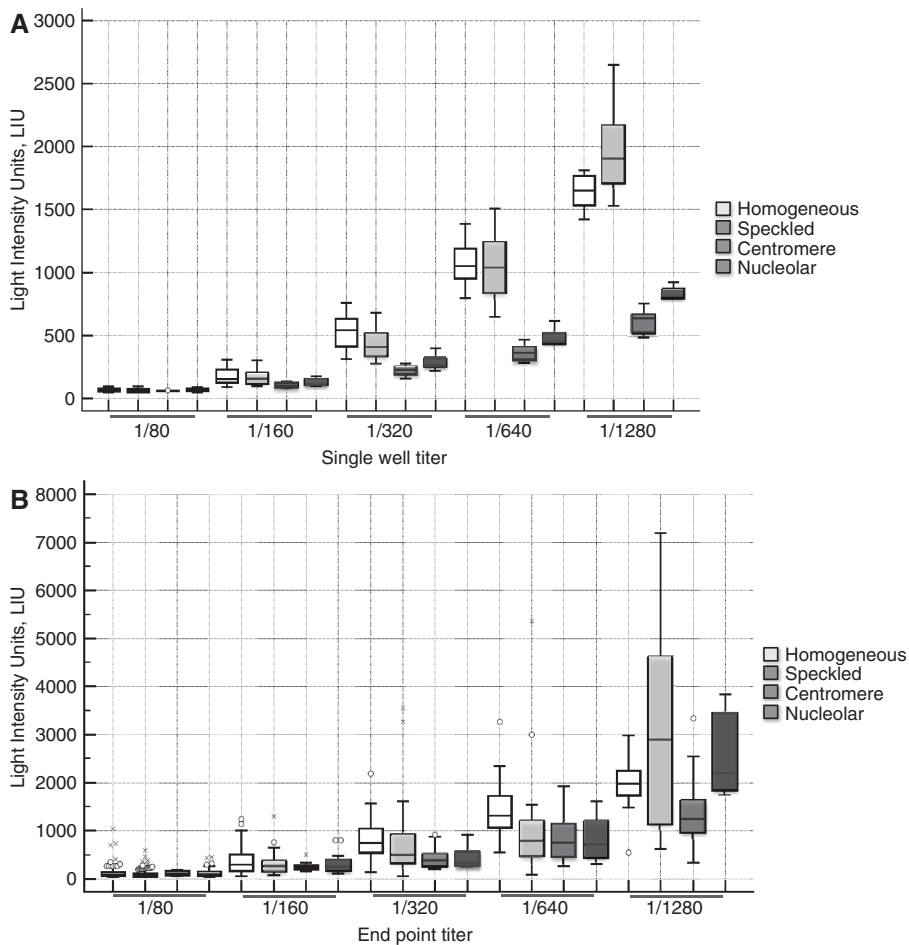 A
Light Intensity Units, LIU
3000
2500
2000
1500
1000
500
0
1/80 1/160 1/320 1/640 1/1280
Single well titer
Homogeneous
Speckled
Centromere
Nucleolar
B
Light Intensity Units, LIU
8000
7000
6000
5000
4000
3000
2000
1000
0
1/80 1/160 1/320 1/640 1/1280
End point titer
Homogeneous
Speckled
Centromere
Nucleolar